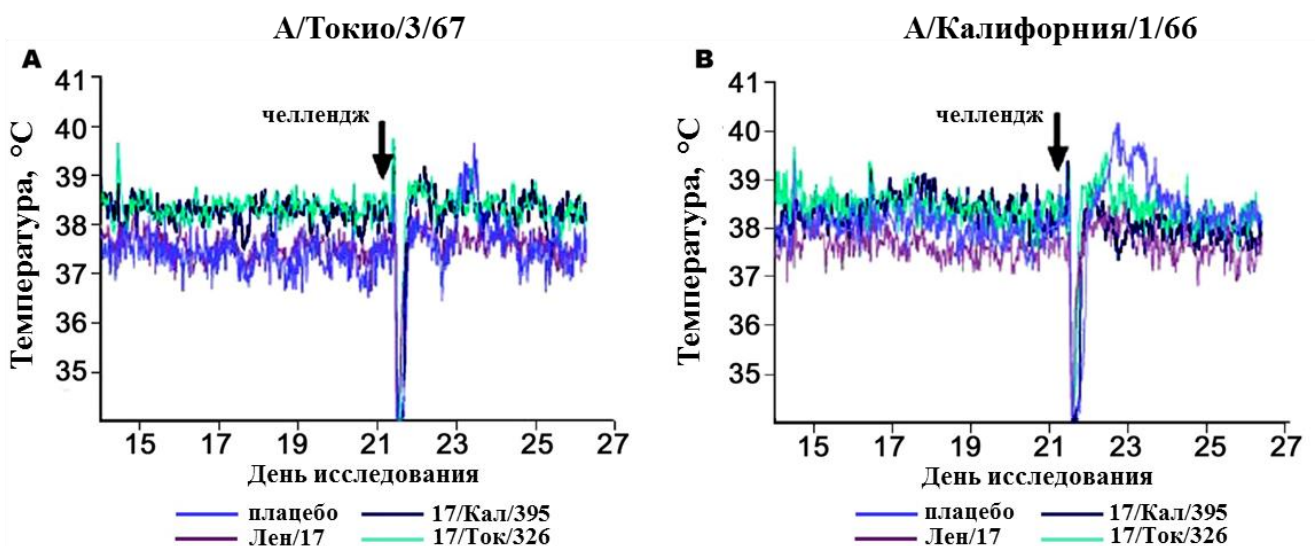 А/Токио/3/67
A
челлендж
Температура, °С
41
40
39
38
37
36
35
15 17 19 21 23 25 27
День исследования
плацебо 17/Кал/395
Лен/17 17/Ток/326
А/Калифорния/1/66
B
челлендж
Температура, °С
41
40
39
38
37
36
35
15 17 19 21 23 25 27
День исследования
плацебо 17/Кал/395
Лен/17 17/Ток/326